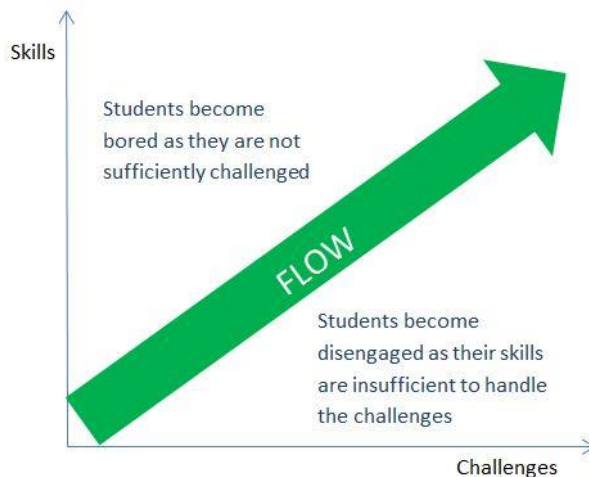 Skills
Students become
bored as they are not
sufficiently challenged
FLOW
Students become
disengaged as their skills
are insufficient to handle
the challenges
Challenges